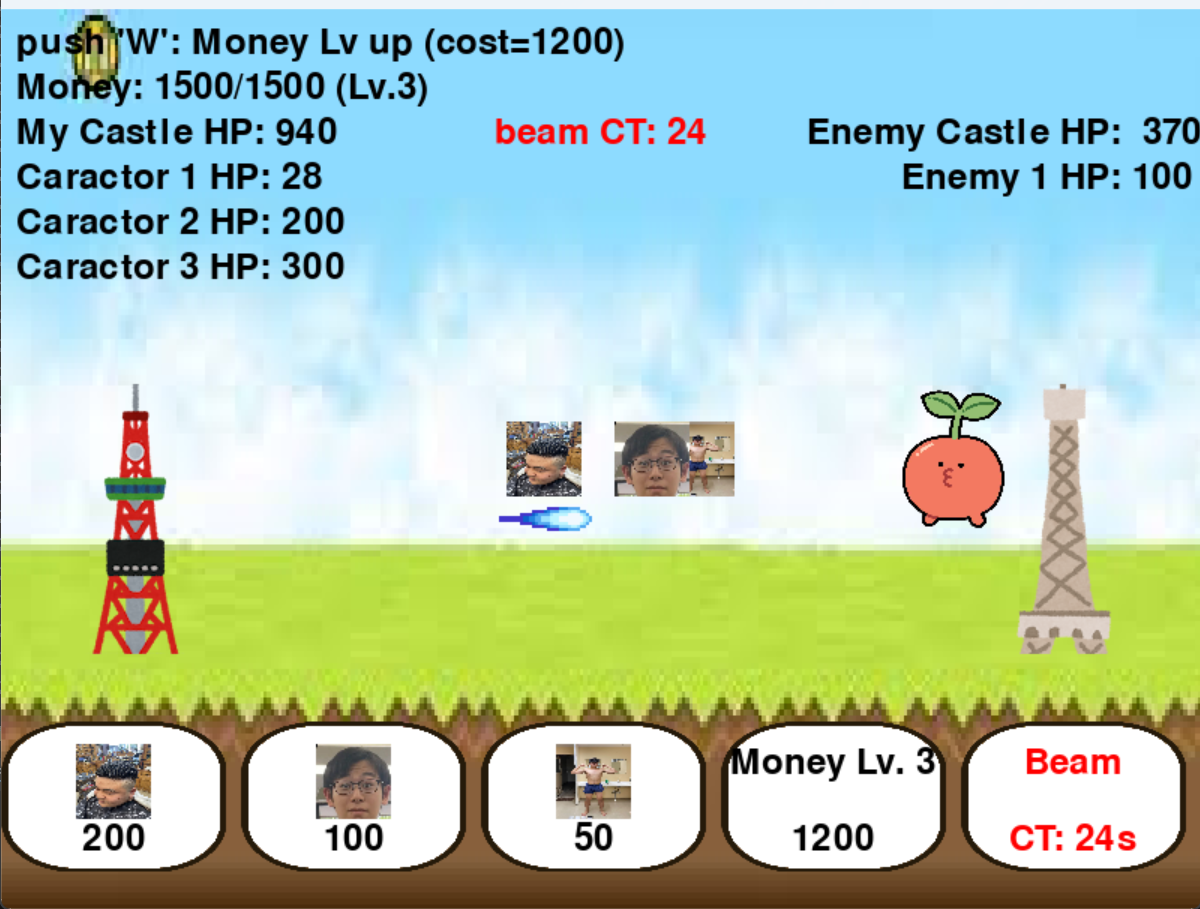 push 'W': Money Lv up (cost=1200)
Money: 1500/1500 (Lv.3)
My Castle HP: 940
beam CT: 24
Enemy Castle HP:  370
Caractor 1 HP: 28
Enemy 1 HP: 100
Caractor 2 HP: 200
Caractor 3 HP: 300
200
100
50
Money Lv. 3
1200
Beam
CT: 24s